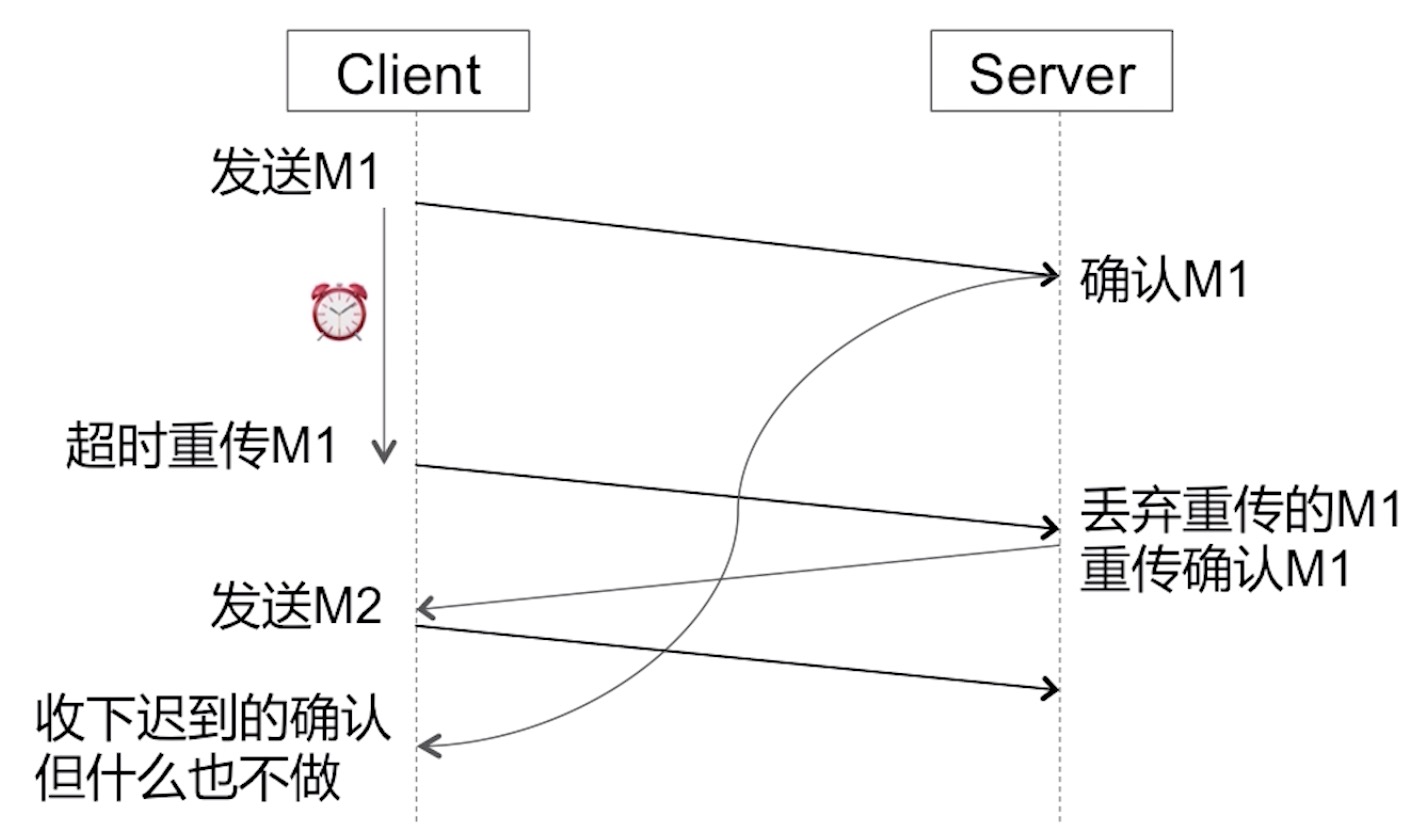 Client
Server
发送M1
确认M1
超时重传M1
丢弃重传的M1
重传确认M1
发送M2
收下迟到的确认
但什么也不做